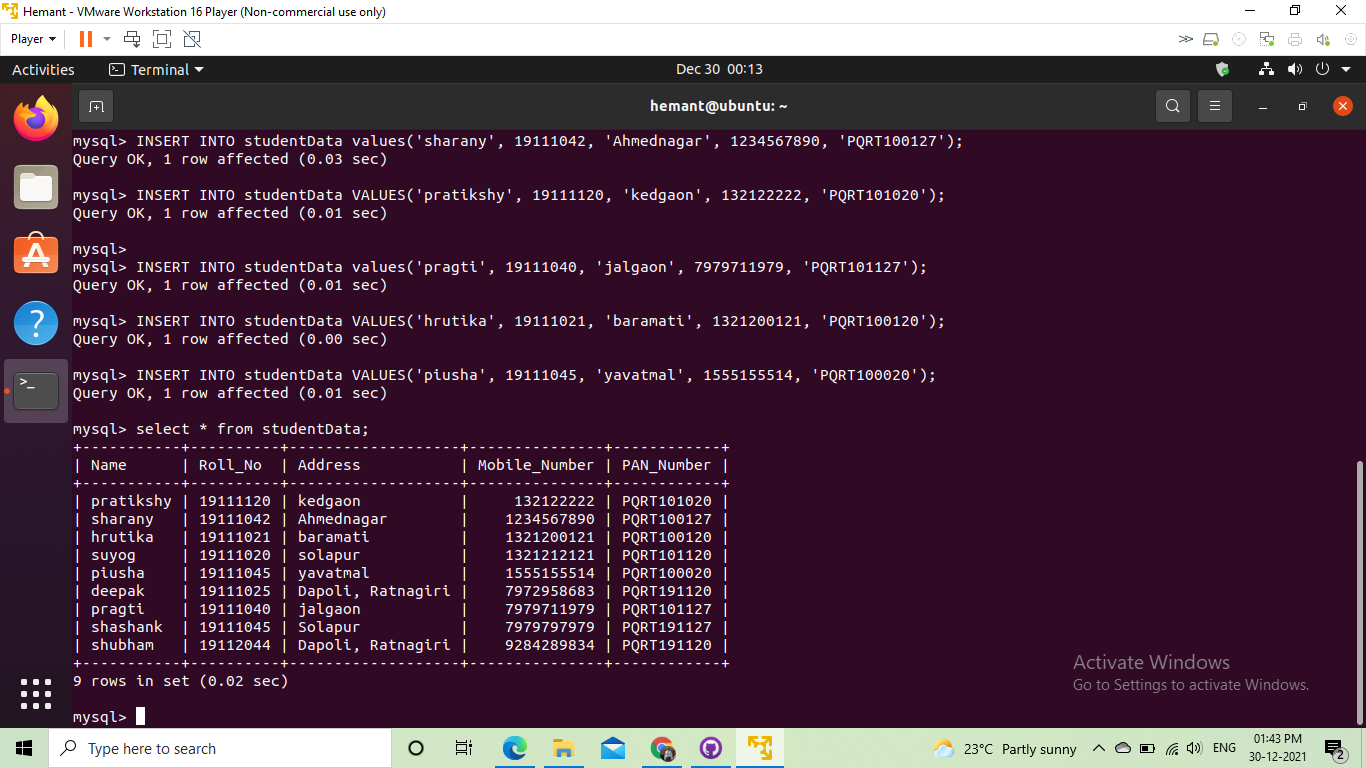 Hemant - VMware Workstation 16 Player (Non-commercial use only)
Player
Activities
Terminal
Dec 30 00:13
hemant@ubuntu: ~
mysql> INSERT INTO studentData values('sharany', 19111042, 'Ahmednagar', 1234567890, 'PQRT100127');
Query OK, 1 row affected (0.03 sec)
mysql> INSERT INTO studentData VALUES('pratikshy', 19111120, 'kedgaon', 132122222, 'PQRT101020');
Query OK, 1 row affected (0.01 sec)
mysql>
mysql> INSERT INTO studentData values('pragti', 19111040, 'jalgaon', 7979711979, 'PQRT101127');
Query OK, 1 row affected (0.01 sec)
mysql> INSERT INTO studentData VALUES('hrutika', 19111021, 'baramati', 1321200121, 'PQRT100120');
Query OK, 1 row affected (0.00 sec)
mysql> INSERT INTO studentData VALUES('piusha', 19111045, 'yavatmal', 1555155514, 'PQRT100020');
Query OK, 1 row affected (0.01 sec)
mysql> select * from studentData;
+-----------+----------+-------------------+---------------+------------+
| Name      | Roll_No  | Address           | Mobile_Number | PAN_Number |
+-----------+----------+-------------------+---------------+------------+
| pratikshy | 19111120 | kedgaon           |     132122222 | PQRT101020 |
| sharany   | 19111042 | Ahmednagar        |    1234567890 | PQRT100127 |
| hrutika   | 19111021 | baramati          |    1321200121 | PQRT100120 |
| suyog     | 19111020 | solapur           |    1321212121 | PQRT101120 |
| piusha    | 19111045 | yavatmal          |    1555155514 | PQRT100020 |
| deepak    | 19111025 | Dapoli, Ratnagiri |    7972958683 | PQRT191120 |
| pragti    | 19111040 | jalgaon           |    7979711979 | PQRT101127 |
| shashank  | 19111045 | Solapur           |    7979797979 | PQRT191127 |
| shubham   | 19112044 | Dapoli, Ratnagiri |    9284289834 | PQRT191120 |
+-----------+----------+-------------------+---------------+------------+
9 rows in set (0.02 sec)
mysql>
Activate Windows
Go to Settings to activate Windows.
Type here to search
23°C Partly sunny
ENG
01:43 PM
30-12-2021
2